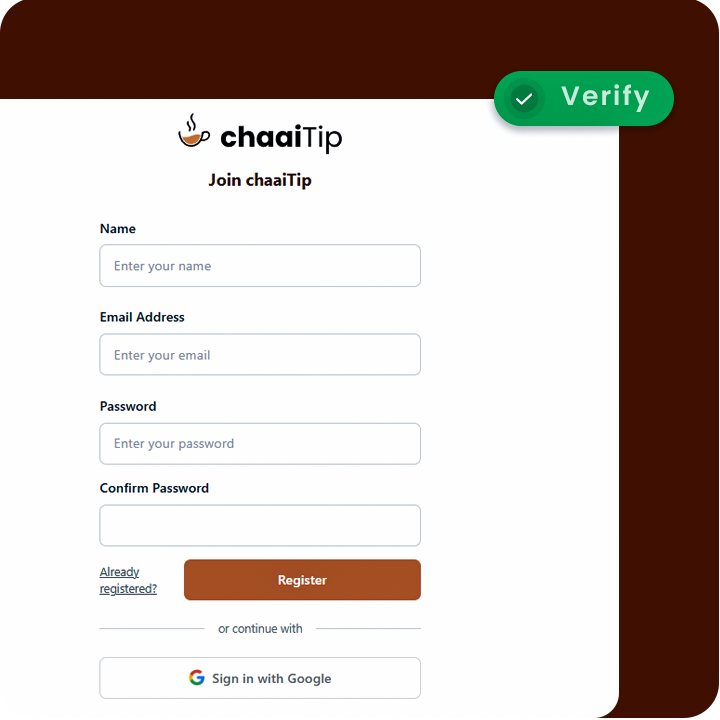 Verify
chaaiTip
Join chaaiTip
Name
Enter your name
Email Address
Enter your email
Password
Enter your password
Confirm Password
Already
registered?
Register
or continue with
Sign in with Google